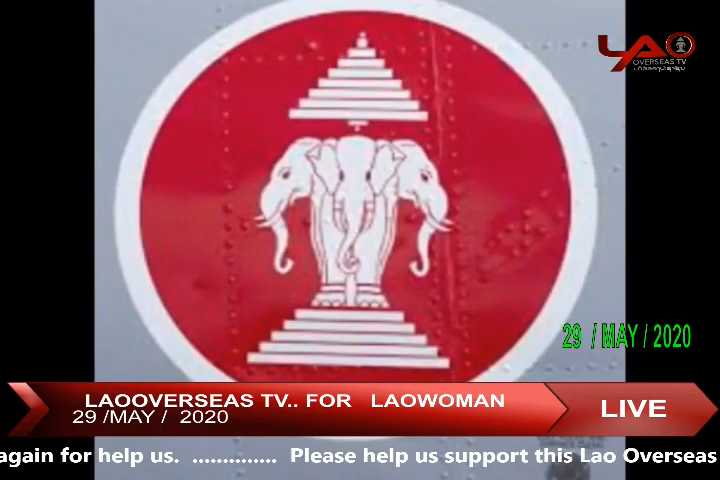 LAO
OVERSEAS TV
29 / MAY / 2020
LAOOVERSEAS TV.. FOR LAOWOMAN
29 /MAY / 2020
LIVE
again for help us. .............. Please help us support this Lao Overseas